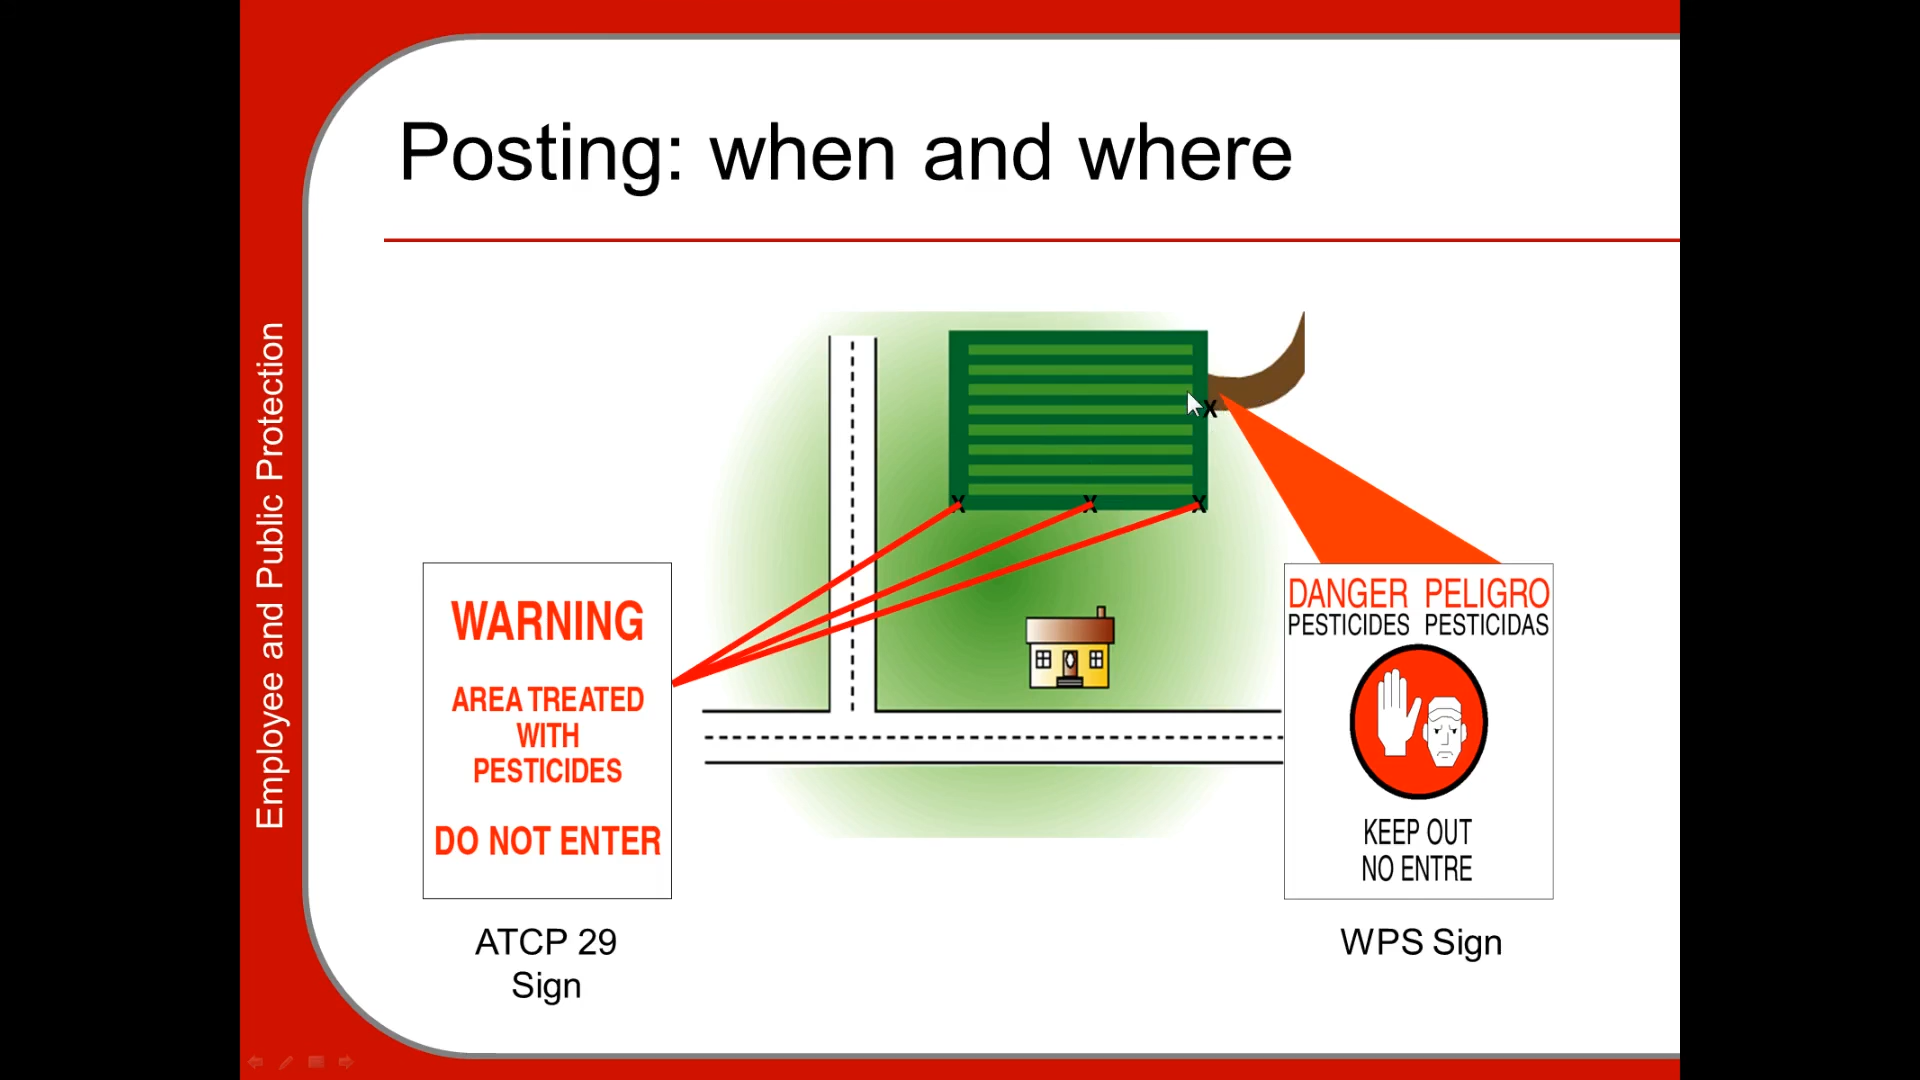 Posting: when and where
Employee and Public Protection
X
X
X
X
WARNING
AREA TREATED
WITH
PESTICIDES
DO NOT ENTER
ATCP 29
Sign
DANGER PELIGRO
PESTICIDES PESTICIDAS
KEEP OUT
NO ENTRE
WPS Sign